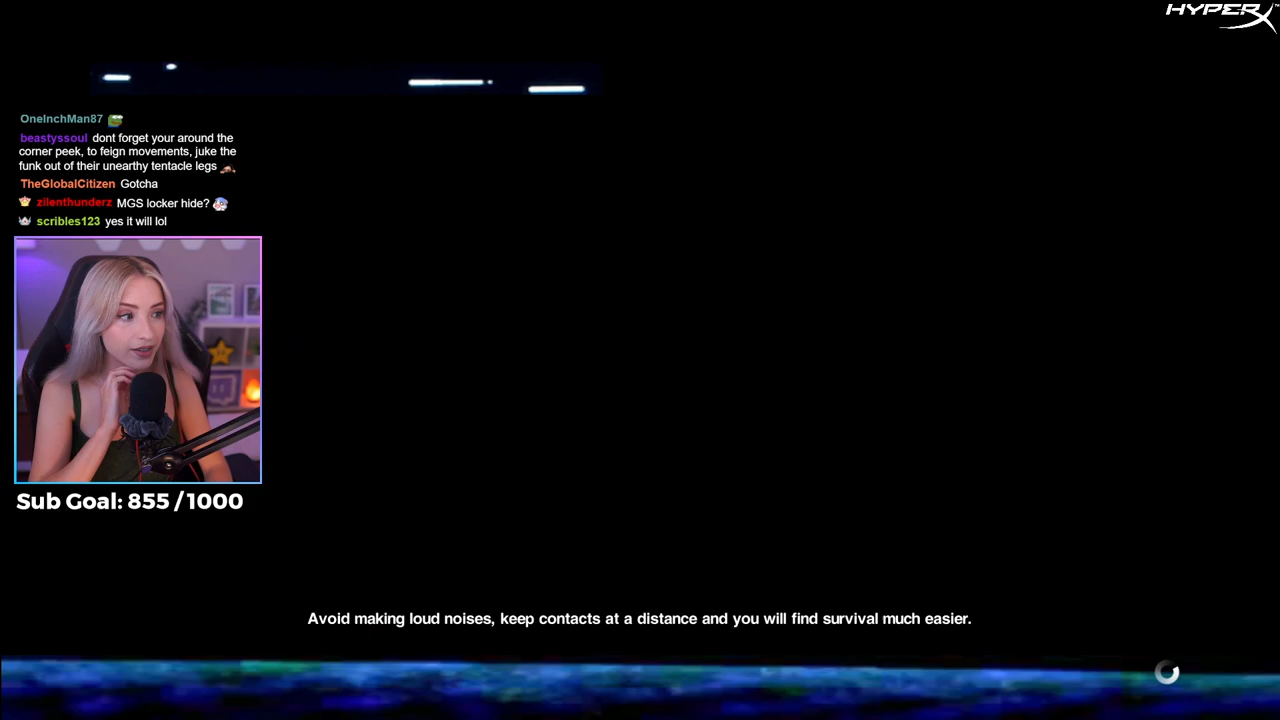 HYPERX
OneInchMan87
beastyssoul dont forget your around the
corner peek, to feign movements, juke the
funk out of their unearthy tentacle legs
TheGlobalCitizen Gotcha
zilenthunderz MGS locker hide?
scribles123 yes it will lol
Sub Goal: 855 / 1000
Avoid making loud noises, keep contacts at a distance and you will find survival much easier.